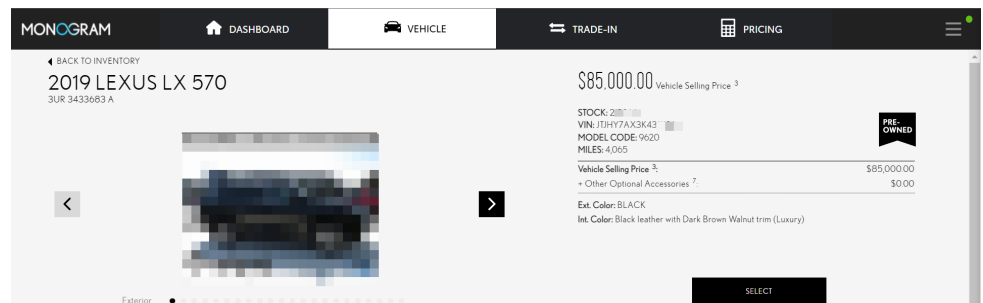 MONOGRAM
DASHBOARD
VEHICLE
TRADE-IN
PRICING
BACK TO INVENTORY
2019 LEXUS LX 570
3UR 3433683 A
$85,000.00 Vehicle Selling Price 3
STOCK:
VIN: JTJHY7AX3K43
MODEL CODE: 9620
MILES: 4,065
PRE-
OWNED
Vehicle Selling Price 3: $85,000.00
+ Other Optional Accessories 7: $0.00
Ext. Color: BLACK
Int. Color: Black leather with Dark Brown Walnut trim (Luxury)
SELECT
Exterior